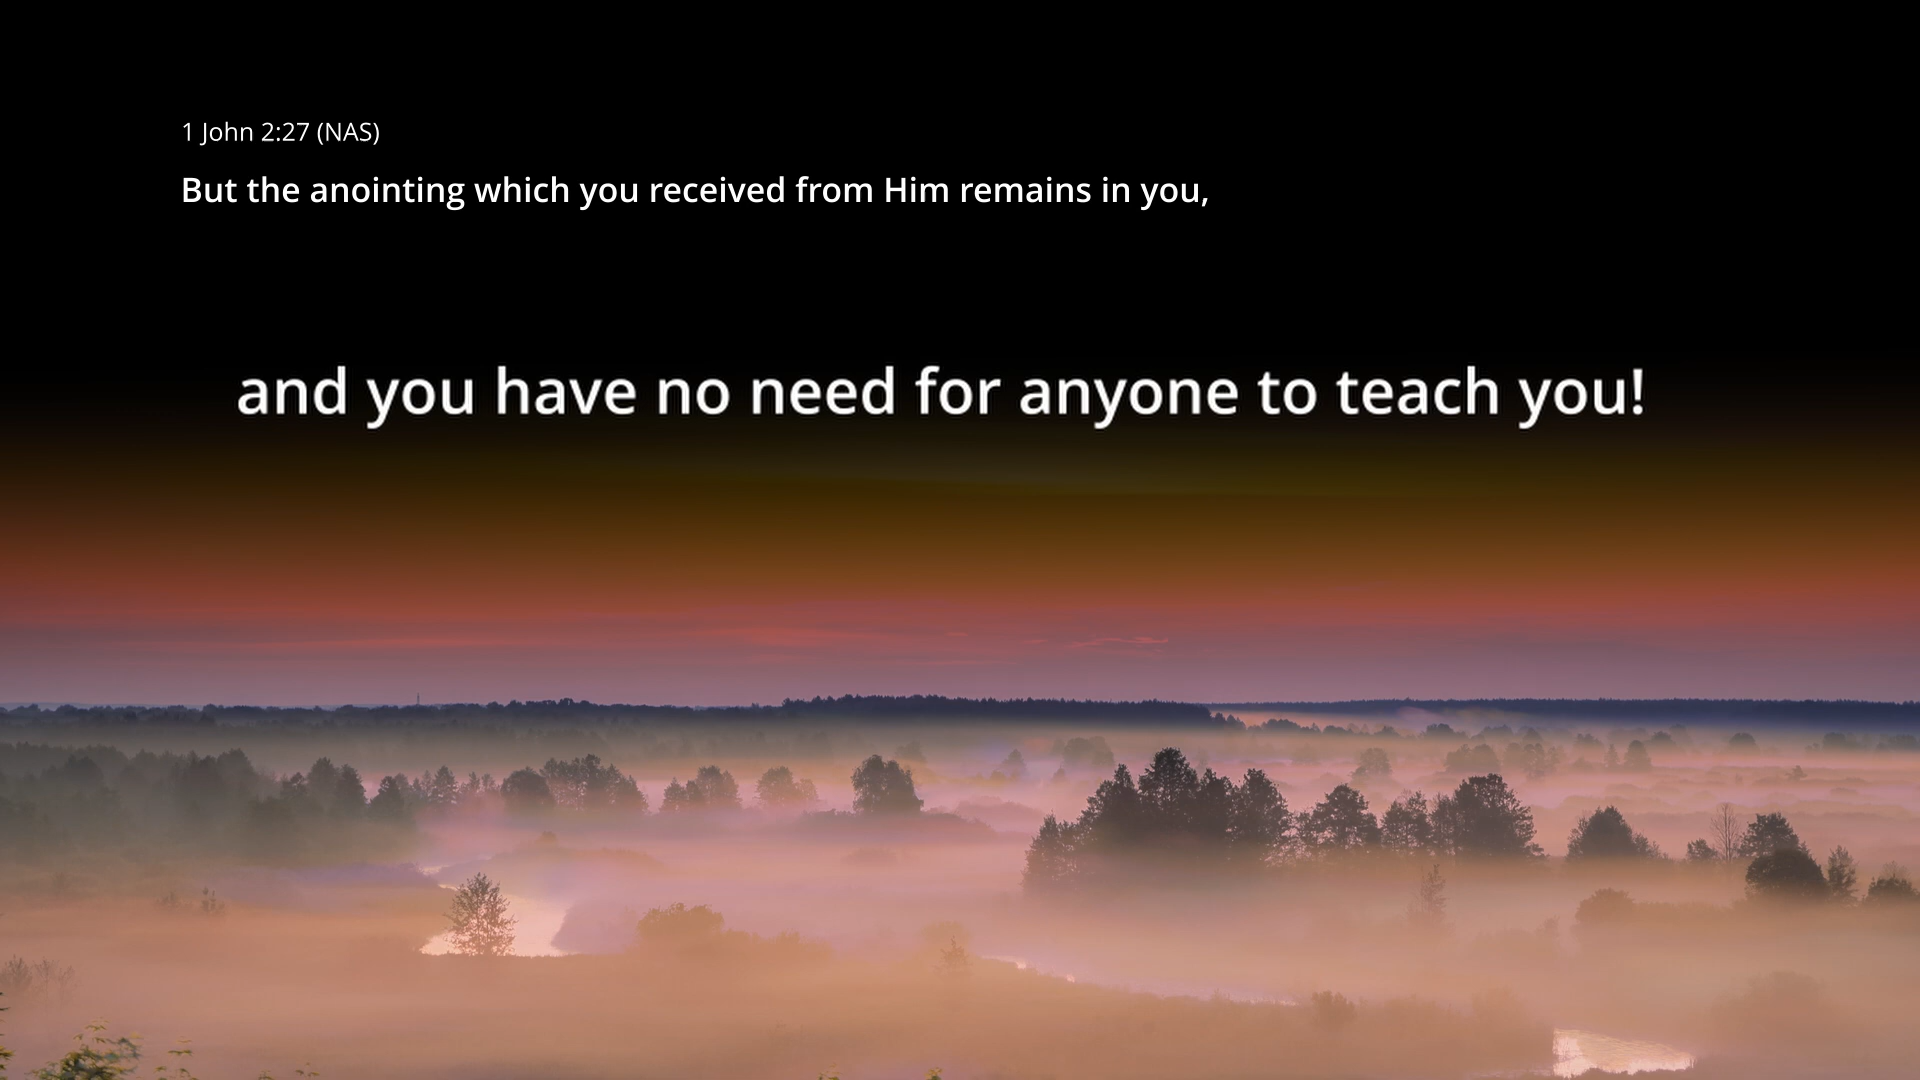 1 John 2:27 (NAS)
But the anointing which you received from Him remains in you,
and you have no need for anyone to teach you!